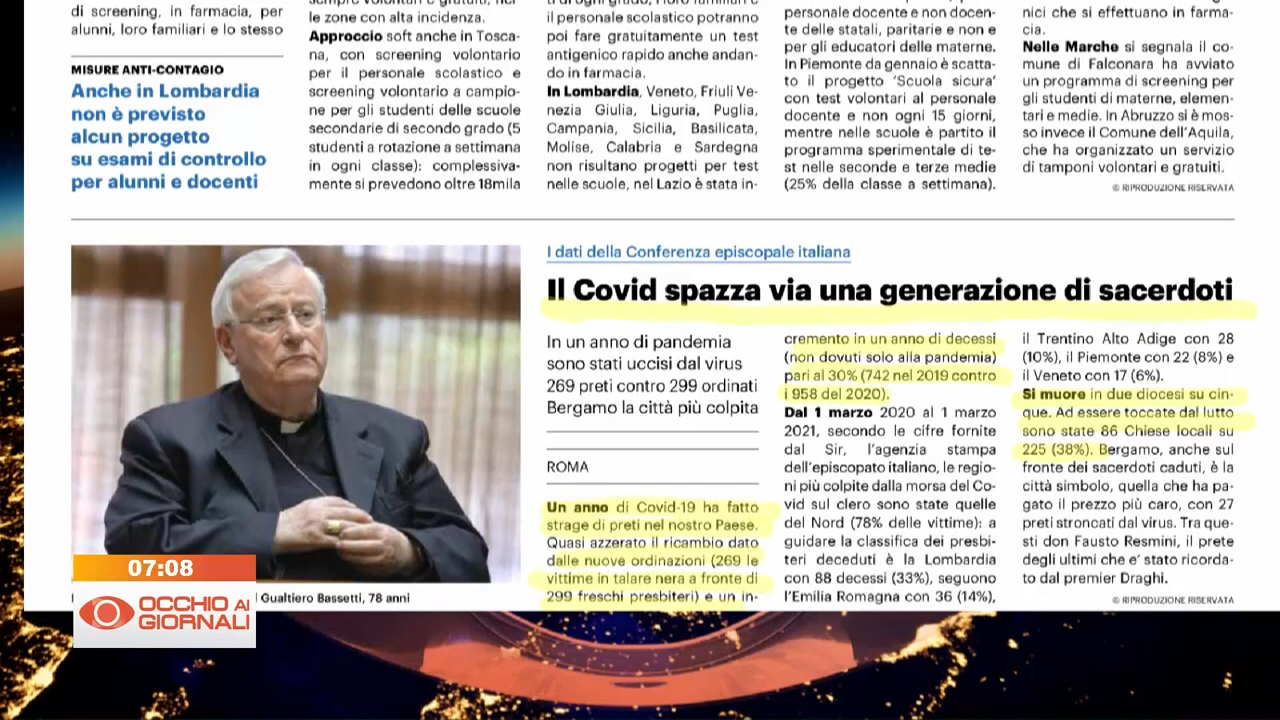 di screening, in farmacia, per
alunni, loro familiari e lo stesso
MISURE ANTI-CONTAGIO
Anche in Lombardia
non è previsto
alcun progetto
su esami di controllo
per alunni e docenti
le zone con alta incidenza.
Approccio soft anche in Tosca-
na, con screening volontario
per il personale scolastico e
screening volontario a campio-
ne per gli studenti delle scuole
secondarie di secondo grado (5
studenti a rotazione a settimana
in ogni classe): complessiva-
mente si prevedono oltre 18mila
il personale scolastico potranno
poi fare gratuitamente un test
antigenico rapido anche andan-
do in farmacia.
In Lombardia, Veneto, Friuli Ve-
nezia Giulia, Liguria, Puglia,
Campania, Sicilia, Basilicata,
Molise, Calabria e Sardegna
non risultano progetti per test
nelle scuole, nel Lazio è stata in-
personale docente e non docen-
te delle statali, paritarie e non e
per gli educatori delle materne.
In Piemonte da gennaio è scatta-
to il progetto 'Scuola sicura'
con test volontari al personale
docente e non ogni 15 giorni,
mentre nelle scuole è partito il
programma sperimentale di te-
st nelle seconde e terze medie
(25% della classe a settimana).
nici che si effettuano in farma-
cia.
Nelle Marche si segnala il co-
mune di Falconara ha avviato
un programma di screening per
gli studenti di materne, elemen-
tari e medie. In Abruzzo si è mos-
so invece il Comune dell'Aquila,
che ha organizzato un servizio
di tamponi volontari e gratuiti.
© RIPRODUZIONE RISERVATA
I dati della Conferenza episcopale italiana
Il Covid spazza via una generazione di sacerdoti
In un anno di pandemia
sono stati uccisi dal virus
269 preti contro 299 ordinati
Bergamo la città più colpita
ROMA
Un anno di Covid-19 ha fatto
strage di preti nel nostro Paese.
Quasi azzerato il ricambio dato
dalle nuove ordinazioni (269 le
vittime in talare nera a fronte di
299 freschi presbiteri) e un in-
cremento in un anno di decessi
(non dovuti solo alla pandemia)
pari al 30% (742 nel 2019 contro
i 958 del 2020).
Dal 1 marzo 2020 al 1 marzo
2021, secondo le cifre fornite
dal Sir, l'agenzia stampa
dell'episcopato italiano, le regio-
ni più colpite dalla morsa del Co-
vid sul clero sono state quelle
del Nord (78% delle vittime): a
guidare la classifica dei presbi-
teri deceduti è la Lombardia
con 88 decessi (33%), seguono
l'Emilia Romagna con 36 (14%),
il Trentino Alto Adige con 28
(10%), il Piemonte con 22 (8%) e
il Veneto con 17 (6%).
Si muore in due diocesi su cin-
que. Ad essere toccate dal lutto
sono state 86 Chiese locali su
225 (38%). Bergamo, anche sul
fronte dei sacerdoti caduti, è la
città simbolo, quella che ha pa-
gato il prezzo più caro, con 27
preti stroncati dal virus. Tra que-
sti don Fausto Resmini, il prete
degli ultimi che e' stato ricorda-
to dal premier Draghi.
© RIPRODUZIONE RISERVATA
Gualtiero Bassetti, 78 anni
07:08
OCCHIO AI
GIORNALI